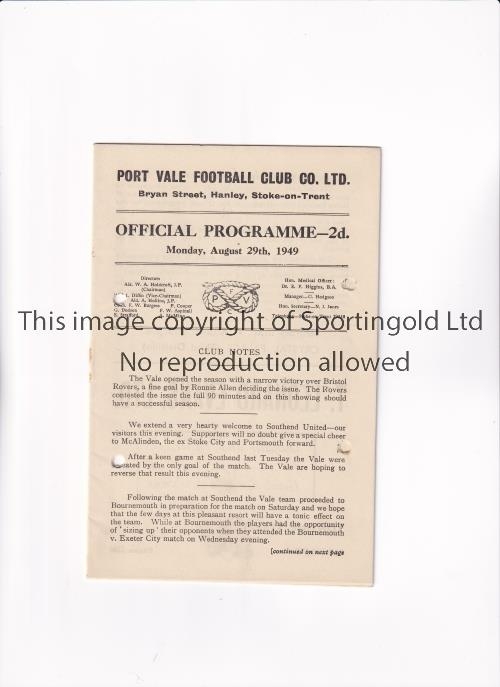 PORT VALE FOOTBALL CLUB CO. LTD.
Bryan Street, Hanley, Stoke-on-Trent
OFFICIAL PROGRAMME—2d.
Monday, August 29th, 1949
Directors
Ald. W. A. Holdcroft, J.P.
(Chairman)
Diffin (Vice-Chairman)
Ald. A. Hollins, J.P.
F. W. Burgess P. Cooper
G. Dodson F. W. Aspinall
Hon. Medical Officer:
Dr. E. F. Higgins, B.A.
Manager—G. Hodgson
Hon. Secretary—N. J. Jones
P V F C
This image copyright of Sportingold Ltd
No reproduction allowed
CLUB NOTES
The Vale opened the season with a narrow victory over Bristol
Rovers, a fine goal by Ronnie Allen deciding the issue. The Rovers
contested the issue the full 90 minutes and on this showing should
have a successful season.
We extend a very hearty welcome to Southend United—our
visitors this evening. Supporters will no doubt give a special cheer
to McAlinden, the ex Stoke City and Portsmouth forward.
After a keen game at Southend last Tuesday the Vale were
by the only goal of the match. The Vale are hoping to
reverse that result this evening.
Following the match at Southend the Vale team proceeded to
Bournemouth in preparation for the match on Saturday and we hope
that the few days at this pleasant resort will have a tonic effect on
the team. While at Bournemouth the players had the opportunity
of 'sizing up' their opponents when they attended the Bournemouth
v. Exeter City match on Wednesday evening.
[continued on next page